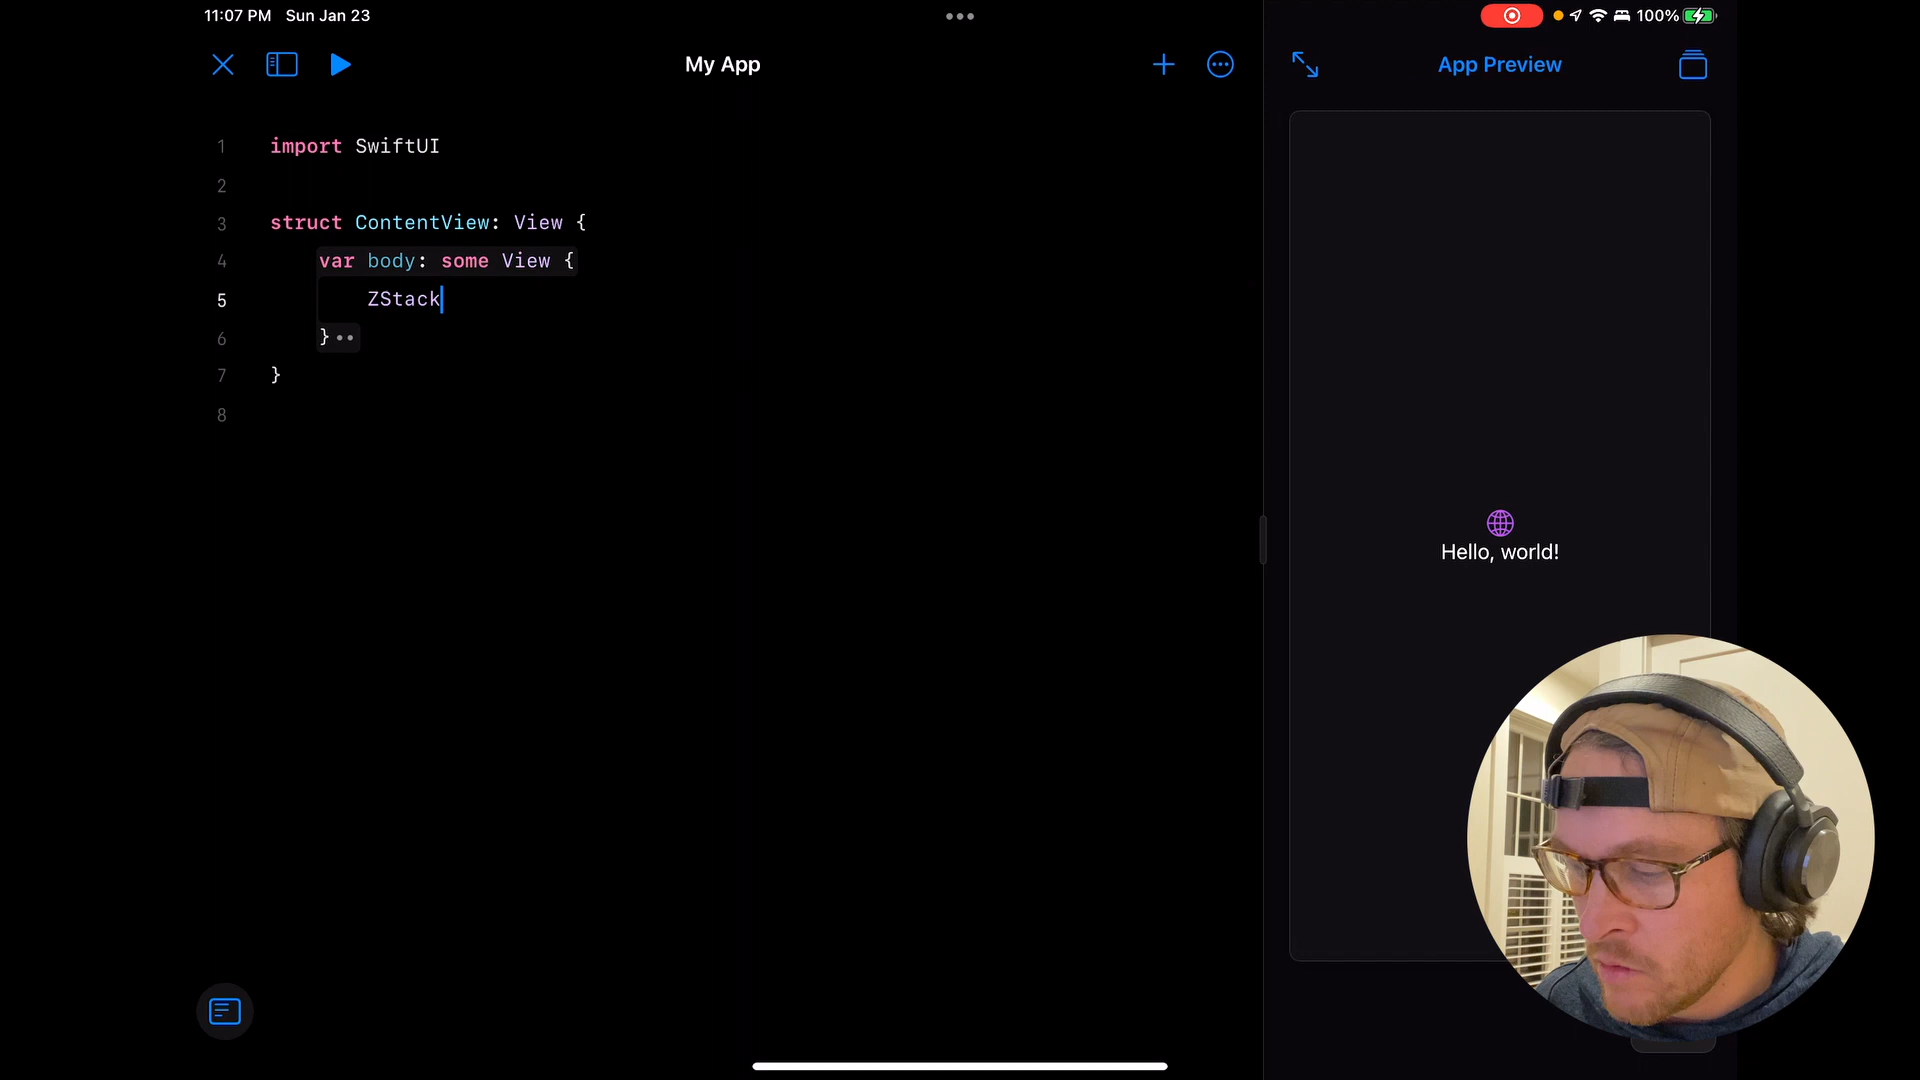 11:07 PM Sun Jan 23
100%
My App
App Preview
1 import SwiftUI
2
3 struct ContentView: View {
4 var body: some View {
5 ZStack
6 }
7 }
8
Hello, world!